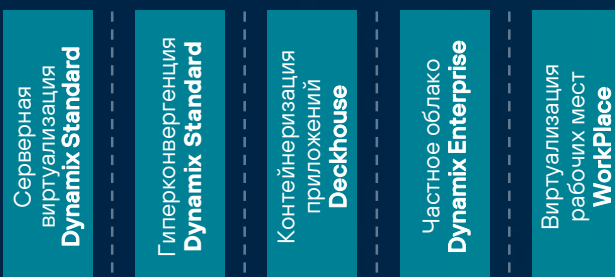 Серверная
виртуализация
Dynamix Standard
Гиперконвергенция
Dynamix Standard
Контейнеризация
приложений
Deckhouse
Частное облако
Dynamix Enterprise
Виртуализация
рабочих мест
WorkPlace